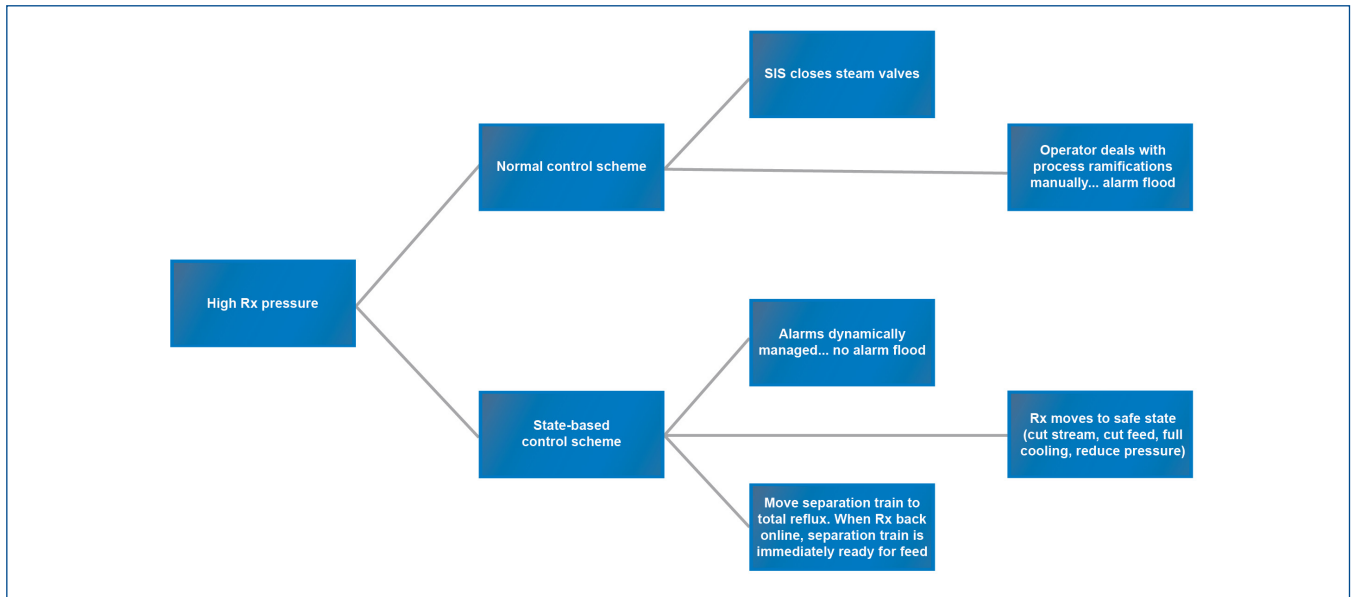 SIS closes steam valves
Normal control scheme
Operator deals with
process ramifications
manually... alarm flood
High Rx pressure
Alarms dynamically
managed... no alarm flood
State-based
control scheme
Rx moves to safe state
(cut stream, cut feed, full
cooling, reduce pressure)
Move separation train to
total reflux. When Rx back
online, separation train is
immediately ready for feed